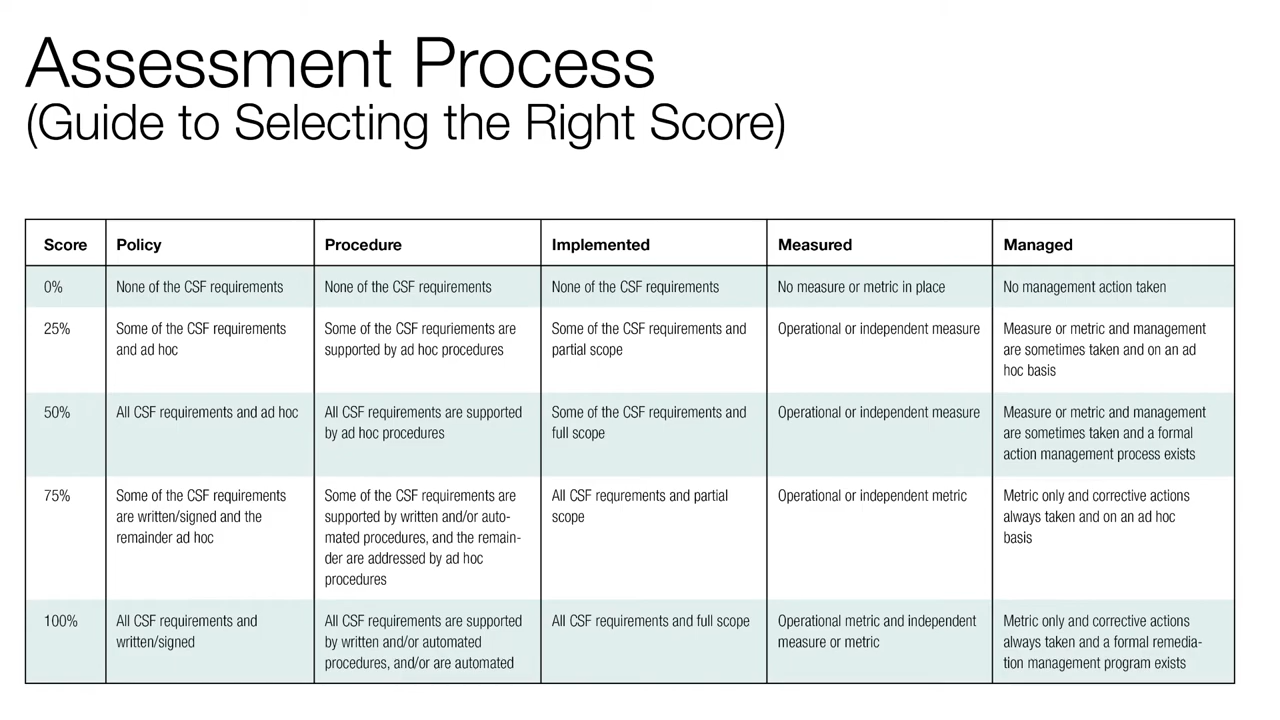 Assessment Process
(Guide to Selecting the Right Score)
Score
Policy
Procedure
Implemented
Measured
Managed
0%
None of the CSF requirements
None of the CSF requirements
None of the CSF requirements
No measure or metric in place
No management action taken
25%
Some of the CSF requirements
and ad hoc
Some of the CSF requriements are
supported by ad hoc procedures
Some of the CSF requirements and
partial scope
Operational or independent measure
Measure or metric and management
are sometimes taken and on an ad
hoc basis
50%
All CSF requirements and ad hoc
All CSF requirements are supported
by ad hoc procedures
Some of the CSF requirements and
full scope
Operational or independent measure
Measure or metric and management
are sometimes taken and a formal
action management process exists
75%
Some of the CSF requirements
are written/signed and the
remainder ad hoc
Some of the CSF requirements are
supported by written and/or auto-
mated procedures, and the remain-
der are addressed by ad hoc
procedures
All CSF requrements and partial
scope
Operational or independent metric
Metric only and corrective actions
always taken and on an ad hoc
basis
100%
All CSF requirements and
written/signed
All CSF requirements are supported
by written and/or automated
procedures, and/or are automated
All CSF requirements and full scope
Operational metric and independent
measure or metric
Metric only and corrective actions
always taken and a formal remedia-
tion management program exists